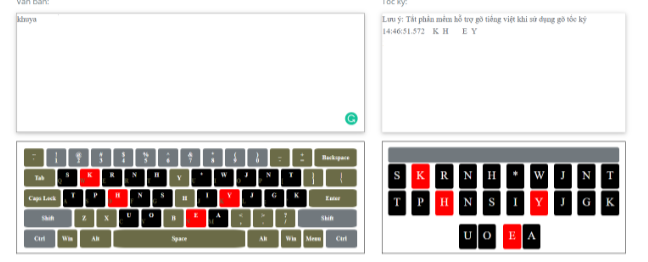 Văn bản:
Tốc ký:
khuya
Lưu ý: Tắt phần mềm hỗ trợ gõ tiếng việt khi sử dụng gõ tốc ký
14:46:51.572 K H E Y
Backspace
Tab S K R N H Y * W J N T ] {
Caps Lock T P H N S H I Y J G K Enter
Shift Z X U O B E A < > ? Shift
Ctrl Win Alt Space Alt Win Menu Ctrl
S K R N H * W J N T
T P H N S I Y J G K
U O E A